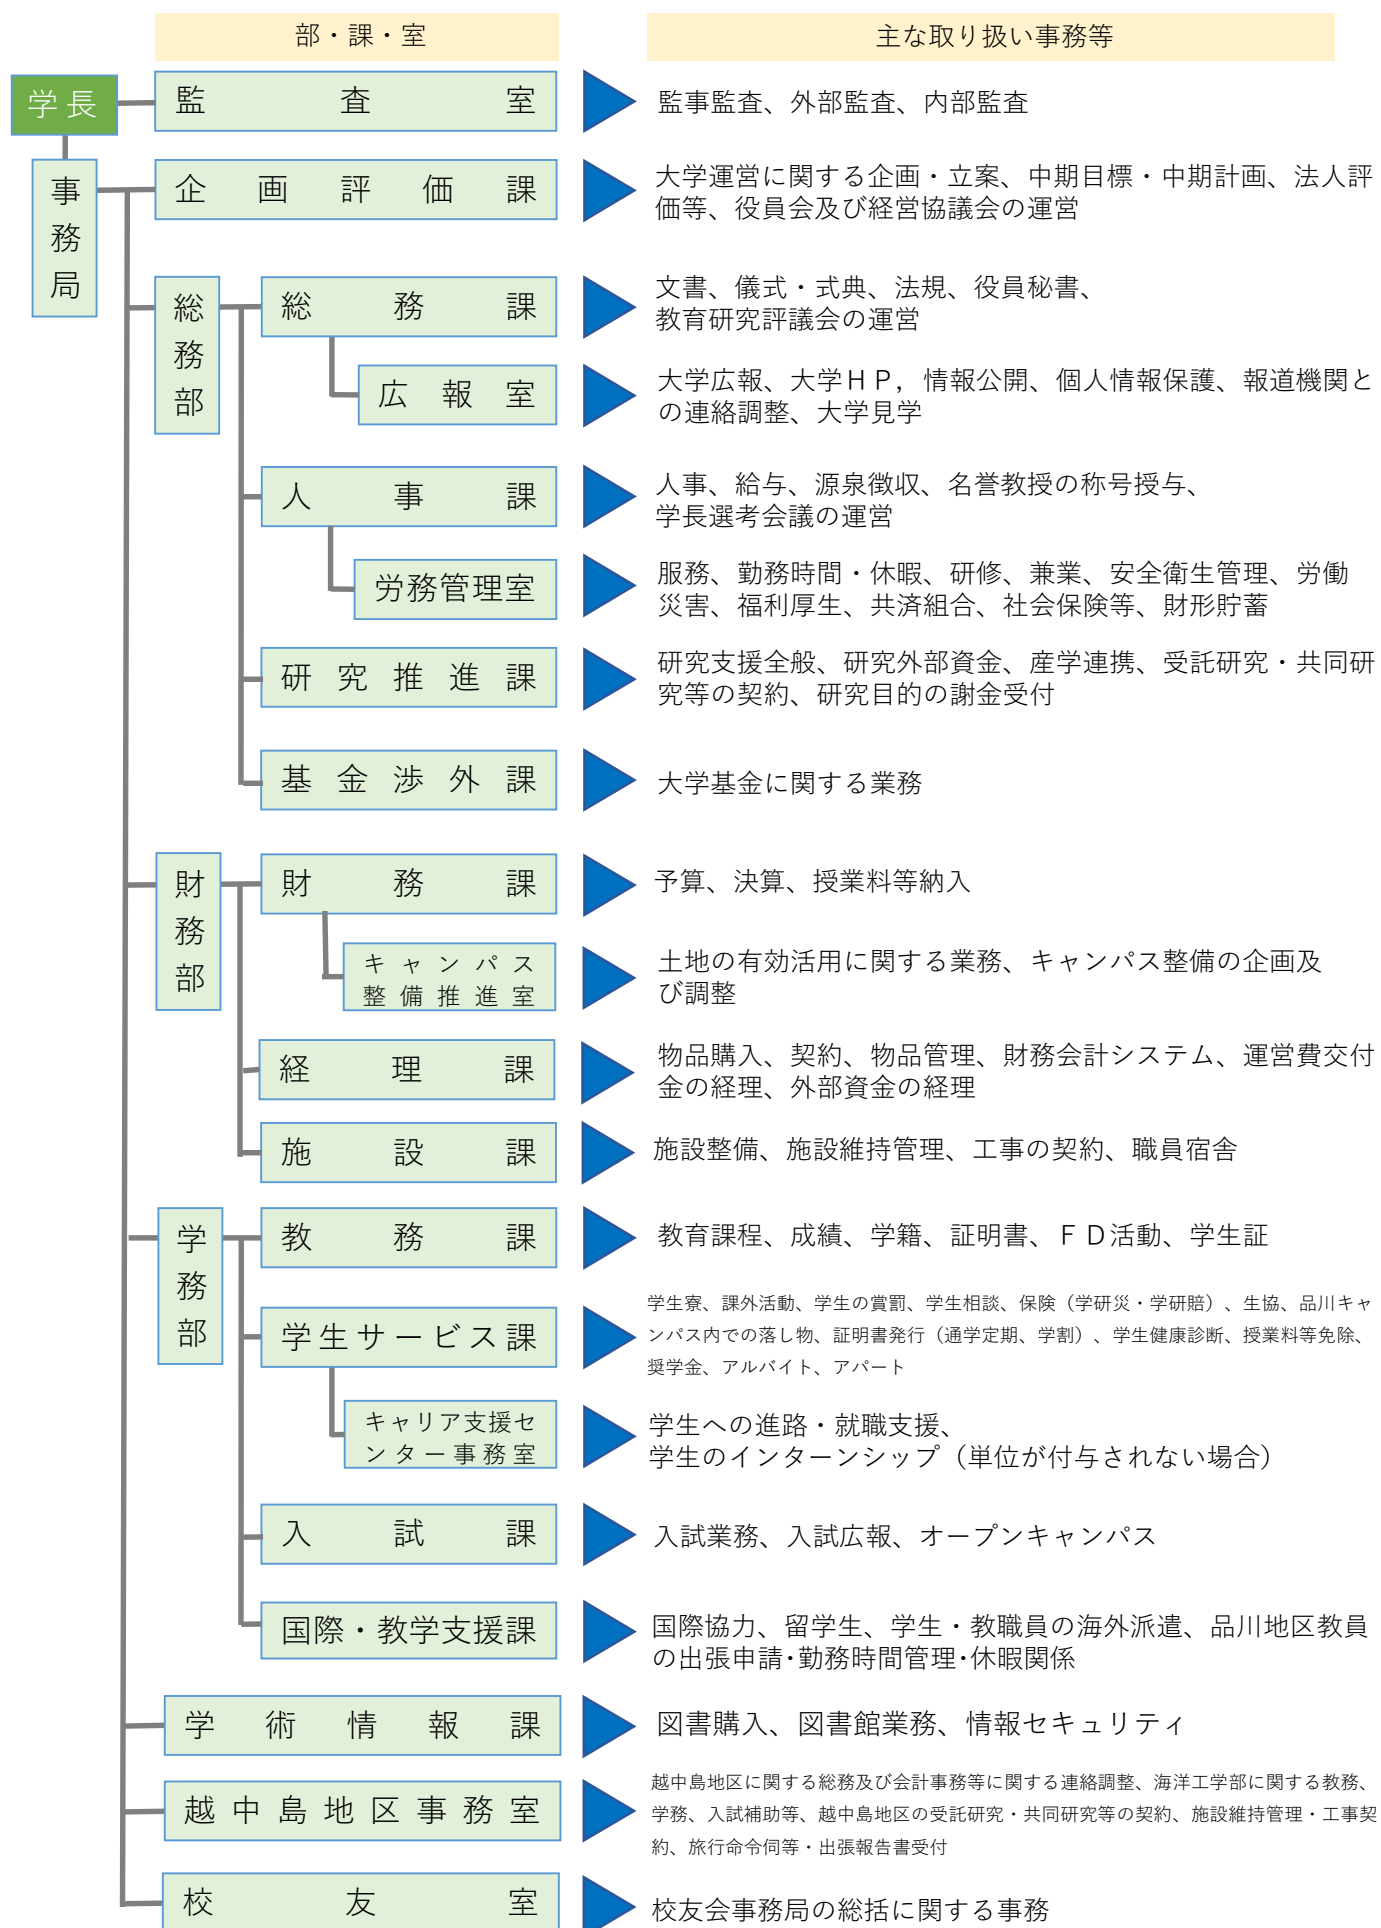 部・課・室
主な取り扱い事務等
学長
監査室
監事監査、外部監査、内部監査
事務局
企画評価課
大学運営に関する企画・立案、中期目標・中期計画、法人評
価等、役員会及び経営協議会の運営
総務部
総務課
文書、儀式・式典、法規、役員秘書、
教育研究評議会の運営
広報室
大学広報、大学ＨＰ，情報公開、個人情報保護、報道機関と
の連絡調整、大学見学
人事課
人事、給与、源泉徴収、名誉教授の称号授与、
学長選考会議の運営
労務管理室
服務、勤務時間・休暇、研修、兼業、安全衛生管理、労働
災害、福利厚生、共済組合、社会保険等、財形貯蓄
研究推進課
研究支援全般、研究外部資金、産学連携、受託研究・共同研
究等の契約、研究目的の謝金受付
基金渉外課
大学基金に関する業務
財務部
財務課
予算、決算、授業料等納入
キャンパス
整備推進室
土地の有効活用に関する業務、キャンパス整備の企画及
び調整
経理課
物品購入、契約、物品管理、財務会計システム、運営費交付
金の経理、外部資金の経理
施設課
施設整備、施設維持管理、工事の契約、職員宿舎
学務部
教務課
教育課程、成績、学籍、証明書、ＦＤ活動、学生証
学生サービス課
学生寮、課外活動、学生の賞罰、学生相談、保険（学研災・学研賠）、生協、品川キャ
ンパス内での落し物、証明書発行（通学定期、学割）、学生健康診断、授業料等免除、
奨学金、アルバイト、アパート
キャリア支援セ
ンター事務室
学生への進路・就職支援、
学生のインターンシップ（単位が付与されない場合）
入試課
入試業務、入試広報、オープンキャンパス
国際・教学支援課
国際協力、留学生、学生・教職員の海外派遣、品川地区教員
の出張申請･勤務時間管理･休暇関係
学術情報課
図書購入、図書館業務、情報セキュリティ
越中島地区事務室
越中島地区に関する総務及び会計事務等に関する連絡調整、海洋工学部に関する教務、
学務、入試補助等、越中島地区の受託研究・共同研究等の契約、施設維持管理・工事契
約、旅行命令伺等・出張報告書受付
校友室
校友会事務局の総括に関する事務